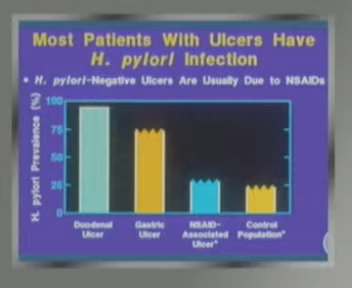 Most Patients With Ulcers Have
H. pylori Infection
• H. pylori-Negative Ulcers Are Usually Due to NSAIDs
H. pylori Prevalence (%)
100
75
50
25
0
Duodenal
Ulcer
Gastric
Ulcer
NSAID-
Associated
Ulcer*
Control
Population*